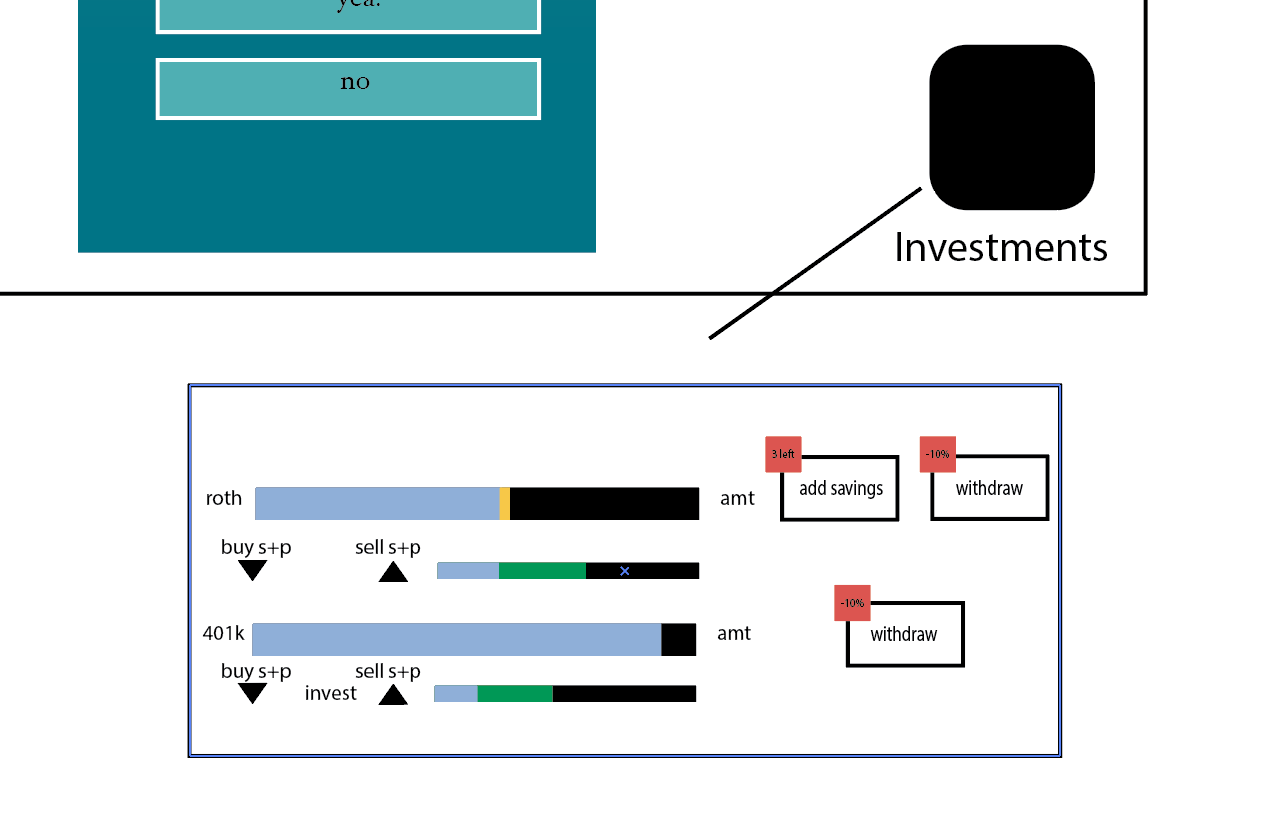 yea.
no
Investments
3 left
-10%
roth
amt
add savings
withdraw
buy s+p
sell s+p
-10%
401k
amt
withdraw
buy s+p
sell s+p
invest